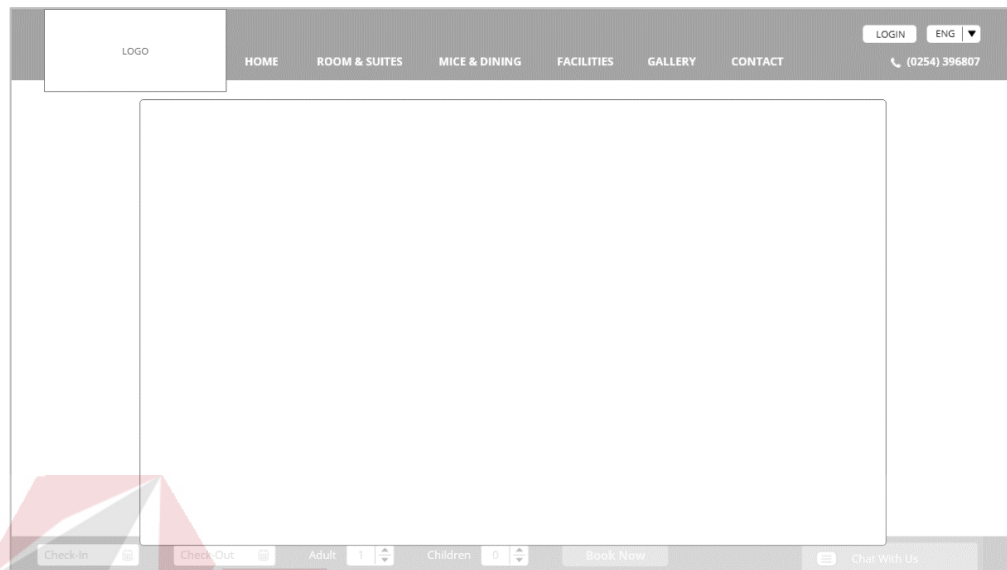 LOGO
LOGIN
ENG
HOME ROOM & SUITES MICE & DINING FACILITIES GALLERY CONTACT
(0254) 396807
Check-In Check-Out Adult 1 Children 0 Book Now Chat With Us